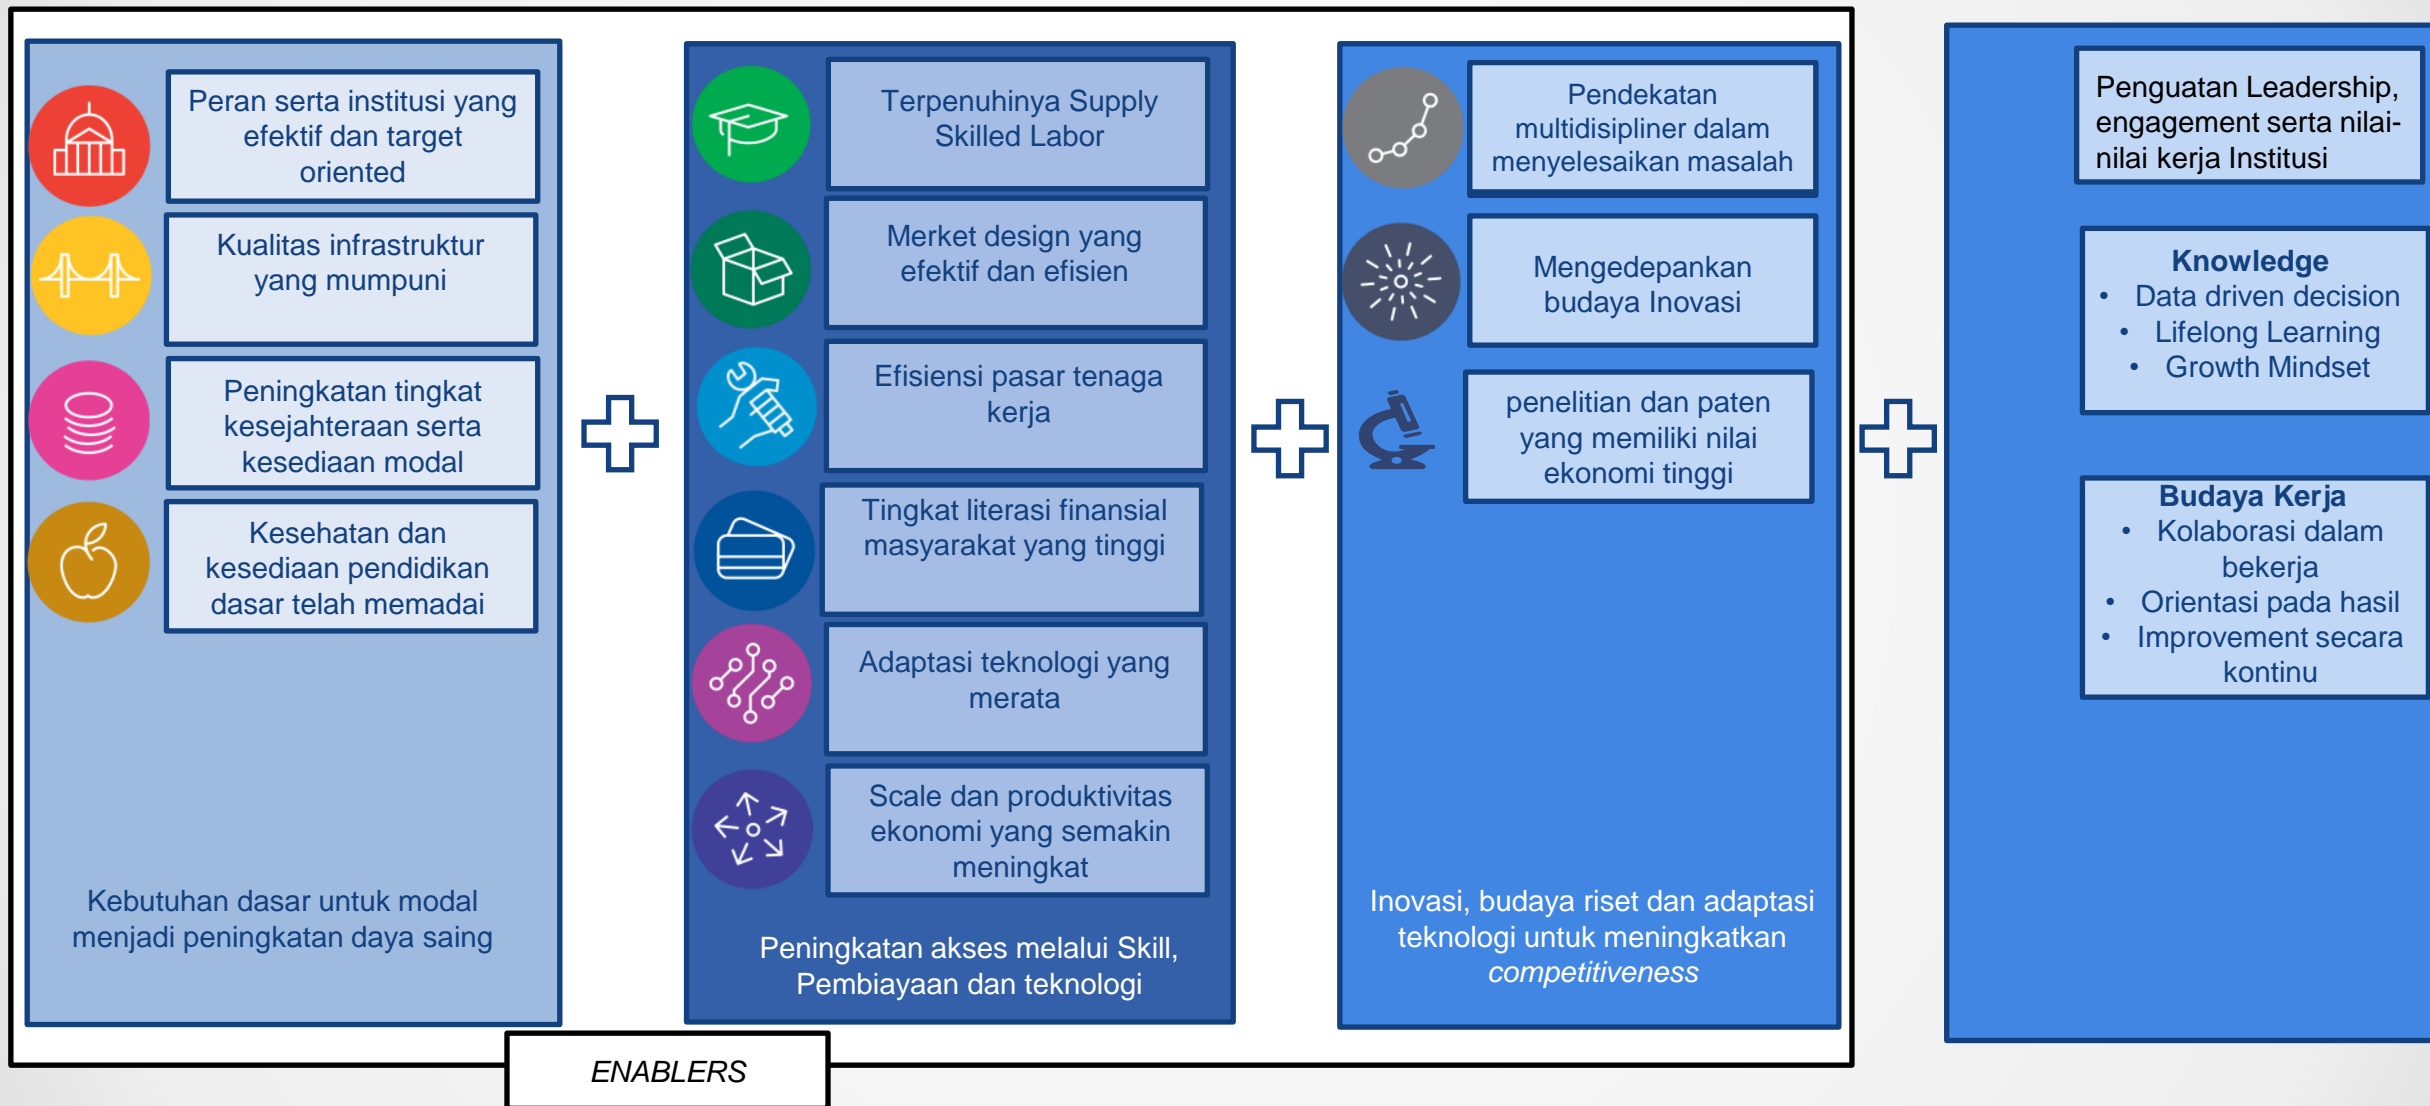 Peran serta institusi yang
efektif dan target
oriented
Kualitas infrastruktur
yang mumpuni
Peningkatan tingkat
kesejahteraan serta
kesediaan modal
Kesehatan dan
kesediaan pendidikan
dasar telah memadai
Kebutuhan dasar untuk modal
menjadi peningkatan daya saing
Terpenuhinya Supply
Skilled Labor
Merket design yang
efektif dan efisien
Efisiensi pasar tenaga
kerja
Tingkat literasi finansial
masyarakat yang tinggi
Adaptasi teknologi yang
merata
Scale dan produktivitas
ekonomi yang semakin
meningkat
Peningkatan akses melalui Skill,
Pembiayaan dan teknologi
Pendekatan
multidisipliner dalam
menyelesaikan masalah
Mengedepankan
budaya Inovasi
penelitian dan paten
yang memiliki nilai
ekonomi tinggi
Inovasi, budaya riset dan adaptasi
teknologi untuk meningkatkan
competitiveness
ENABLERS
Penguatan Leadership,
engagement serta nilai-
nilai kerja Institusi
Knowledge
• Data driven decision
• Lifelong Learning
• Growth Mindset
Budaya Kerja
• Kolaborasi dalam
bekerja
• Orientasi pada hasil
• Improvement secara
kontinu